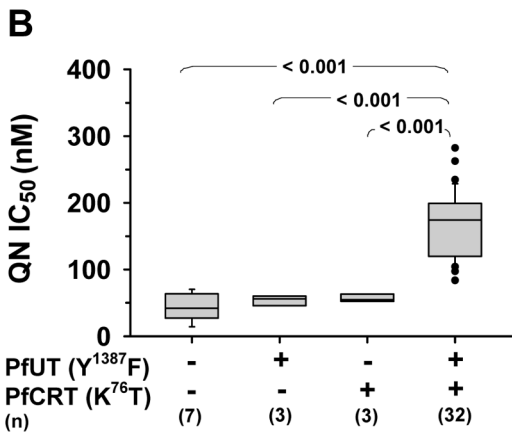 B
400
300
200
100
0
QN IC50 (nM)
< 0.001
< 0.001
< 0.001
PfUT (Y1387F) - + - +
PfCRT (K76T) - - + +
(n) (7) (3) (3) (32)